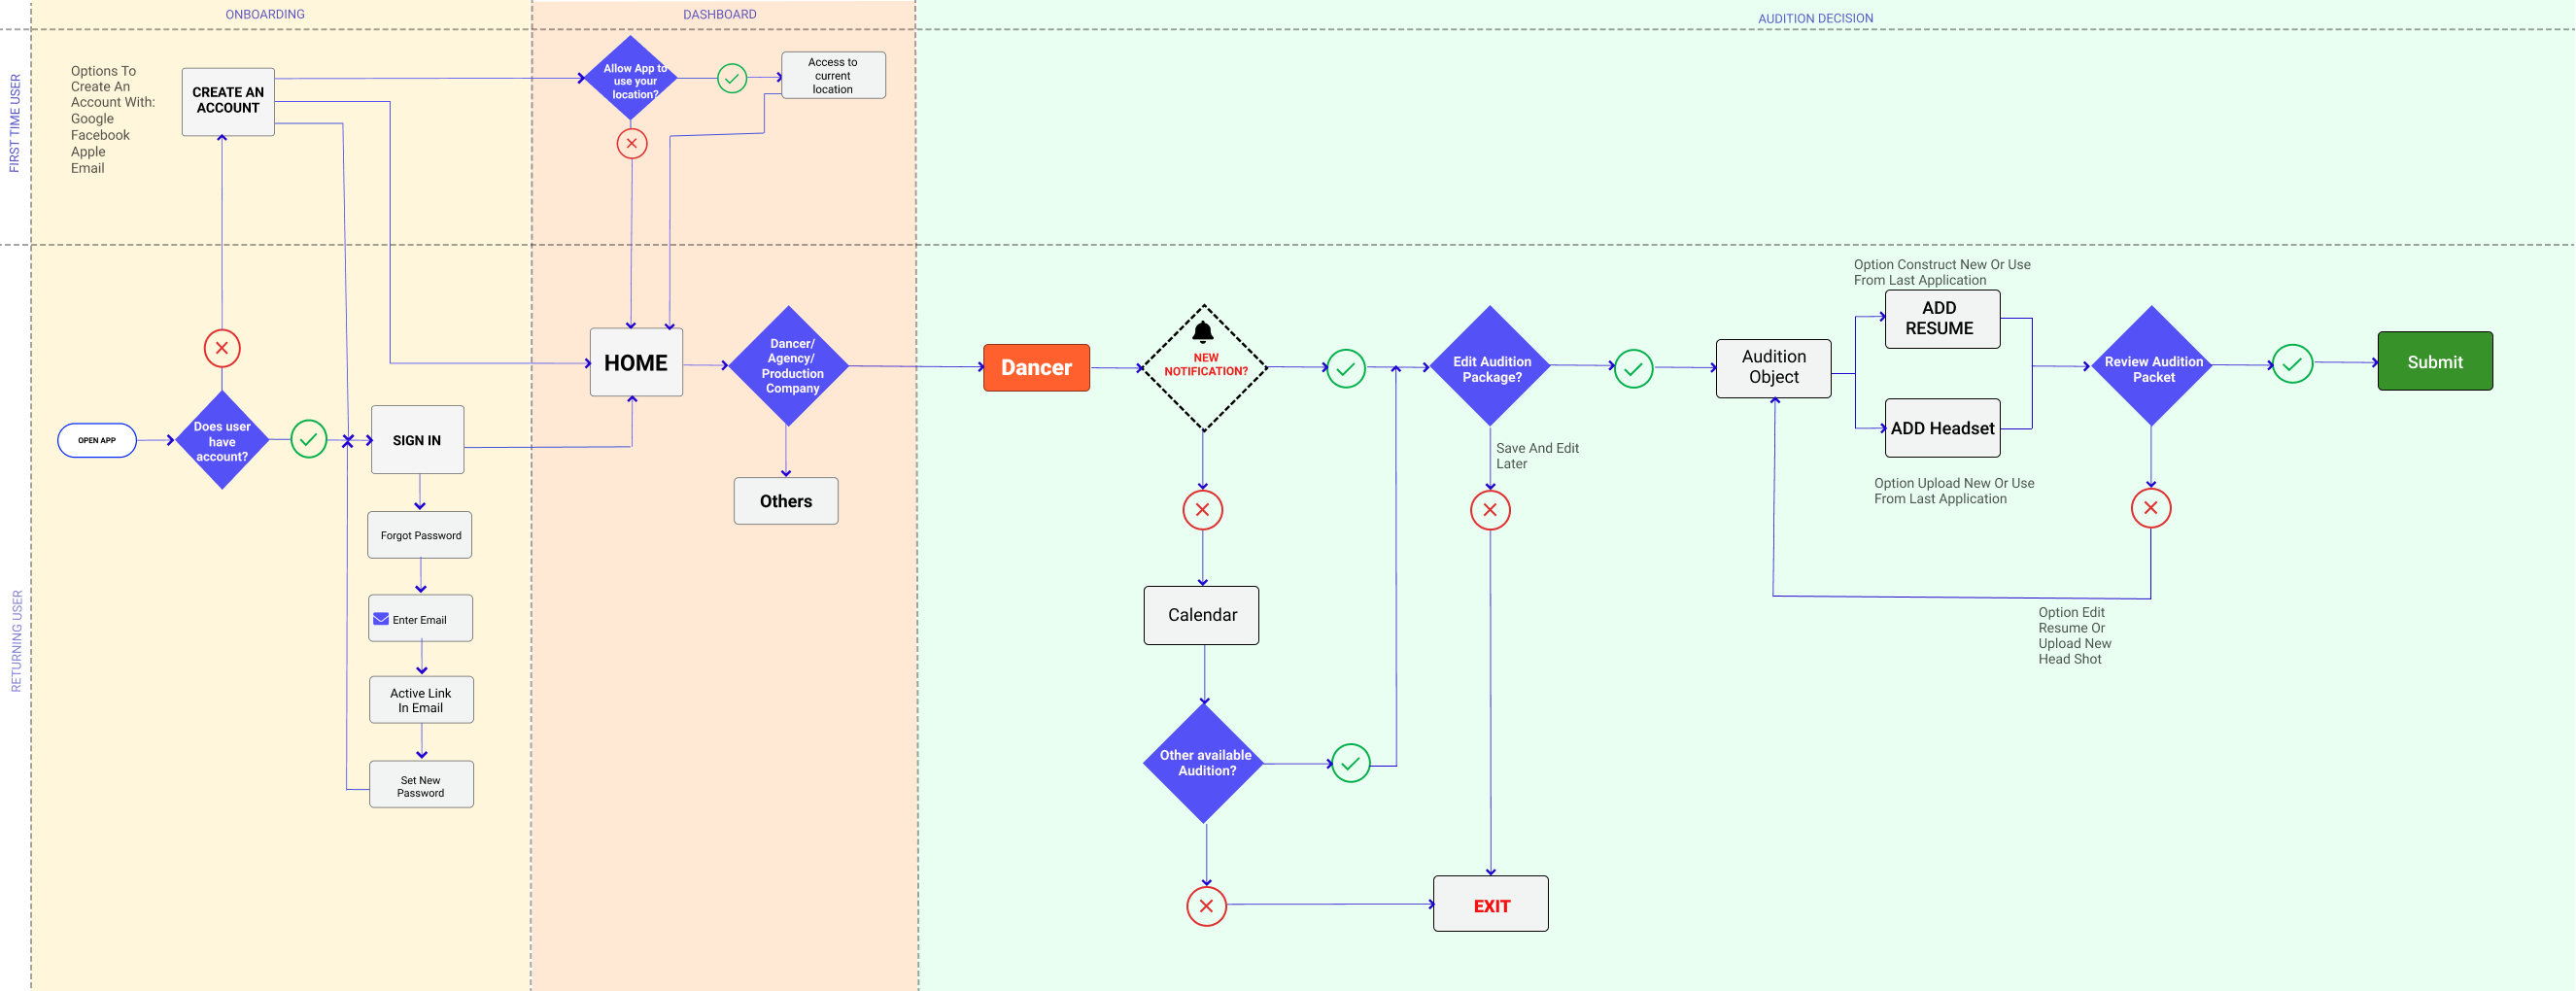 ONBOARDING
DASHBOARD
AUDITION DECISION
FIRST TIME USER
RETURNING USER
Options To
Create An
Account With:
Google
Facebook
Apple
Email
CREATE AN
ACCOUNT
Allow App to
use your
location?
Access to
current
location
OPEN APP
Does user
have
account?
SIGN IN
Forgot Password
Enter Email
Active Link
In Email
Set New
Password
HOME
Dancer/
Agency/
Production
Company
Others
Dancer
NEW
NOTIFICATION?
Calendar
Other available
Audition?
Edit Audition
Package?
Save And Edit
Later
EXIT
Audition
Object
Option Construct New Or Use
From Last Application
ADD
RESUME
ADD Headset
Option Upload New Or Use
From Last Application
Review Audition
Packet
Option Edit
Resume Or
Upload New
Head Shot
Submit